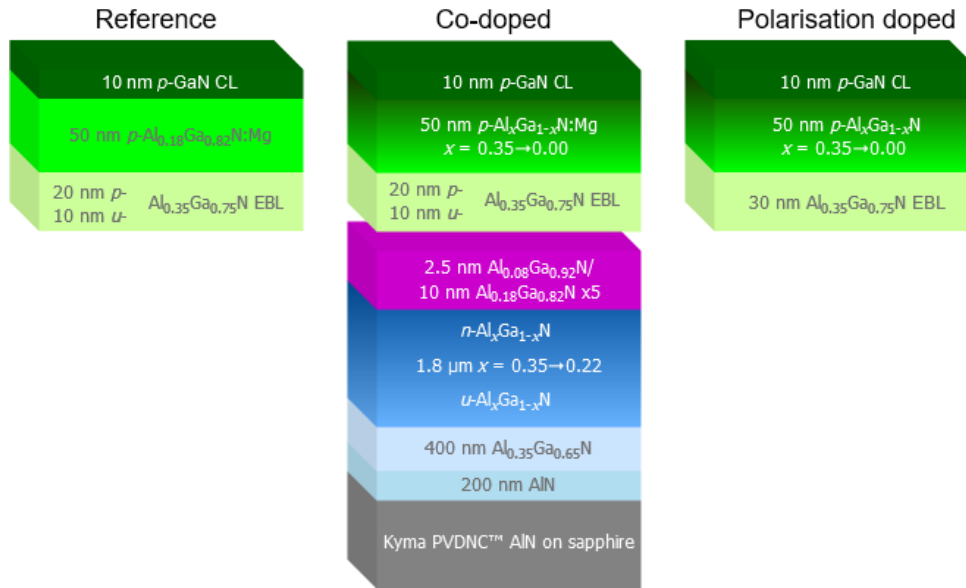 Reference
10 nm p-GaN CL
50 nm p-Al₀.₁₈Ga₀.₈₂N:Mg
20 nm p-
10 nm u-
Al₀.₃₅Ga₀.₇₅N EBL
Co-doped
10 nm p-GaN CL
50 nm p-AlₓGa₁₋ₓN:Mg
x = 0.35→0.00
20 nm p-
10 nm u-
Al₀.₃₅Ga₀.₇₅N EBL
2.5 nm Al₀.₀₈Ga₀.₉₂N/
10 nm Al₀.₁₈Ga₀.₈₂N x5
n-AlₓGa₁₋ₓN
1.8 µm x = 0.35→0.22
u-AlₓGa₁₋ₓN
400 nm Al₀.₃₅Ga₀.₆₅N
200 nm AlN
Kyma PVDNC™ AlN on sapphire
Polarisation doped
10 nm p-GaN CL
50 nm p-AlₓGa₁₋ₓN
x = 0.35→0.00
30 nm Al₀.₃₅Ga₀.₇₅N EBL